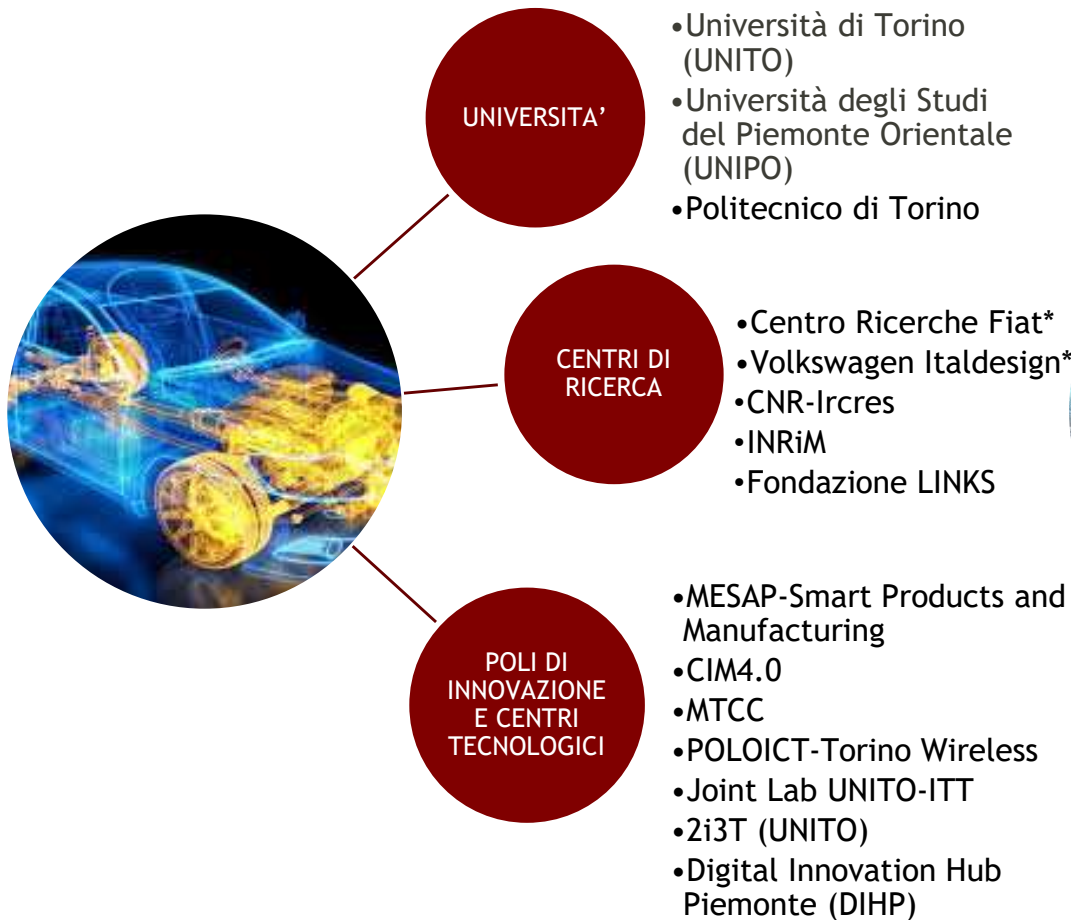 UNIVERSITA’
•Università di Torino
(UNITO)
•Università degli Studi
del Piemonte Orientale
(UNIPO)
•Politecnico di Torino
CENTRI DI
RICERCA
•Centro Ricerche Fiat*
•Volkswagen Italdesign*
•CNR-Ircres
•INRiM
•Fondazione LINKS
POLI DI
INNOVAZIONE
E CENTRI
TECNOLOGICI
•MESAP-Smart Products and
Manufacturing
•CIM4.0
•MTCC
•POLOICT-Torino Wireless
•Joint Lab UNITO-ITT
•2i3T (UNITO)
•Digital Innovation Hub
Piemonte (DIHP)